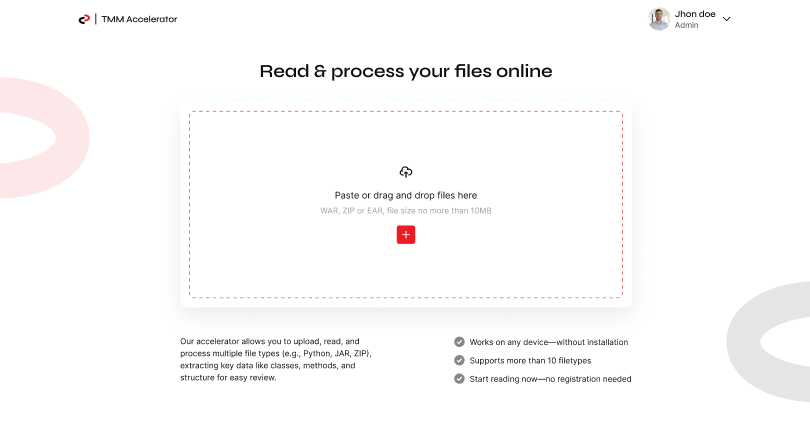 TMM Accelerator
Jhon doe
Admin
Read & process your files online
Paste or drag and drop files here
WAR, ZIP or EAR, file size no more than 10MB
Our accelerator allows you to upload, read, and
process multiple file types (e.g., Python, JAR, ZIP),
extracting key data like classes, methods, and
structure for easy review.
Works on any device—without installation
Supports more than 10 filetypes
Start reading now—no registration needed